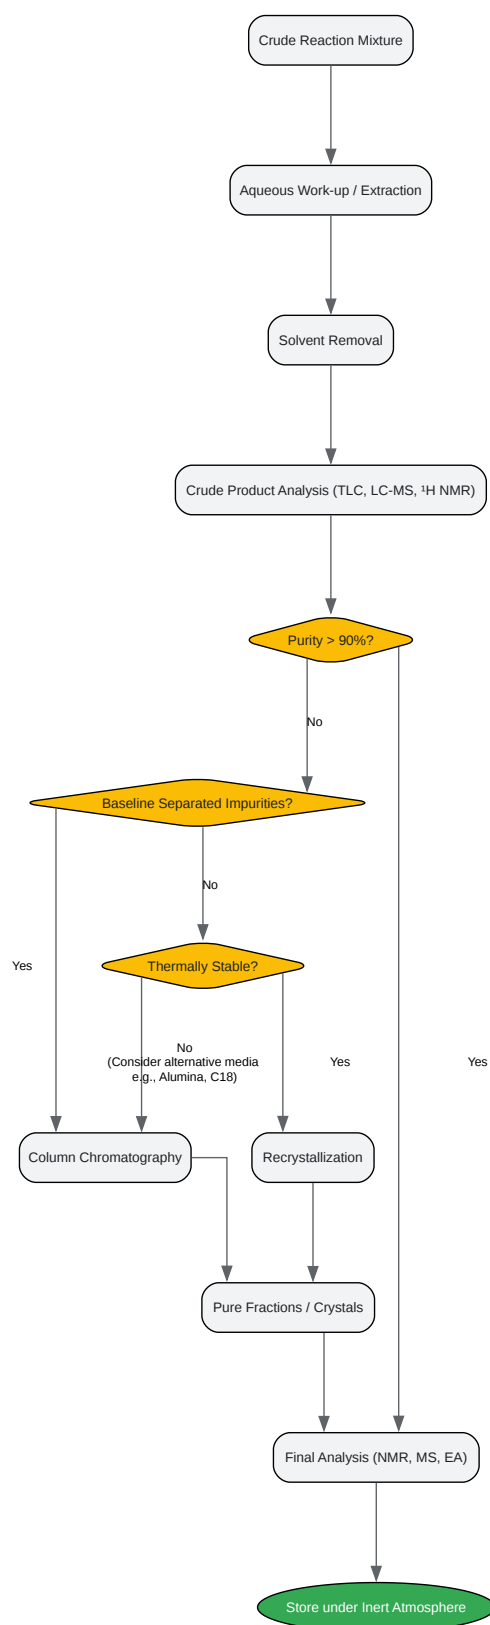 Crude Reaction Mixture
Aqueous Work-up / Extraction
Solvent Removal
Crude Product Analysis (TLC, LC-MS, ¹H NMR)
Purity > 90%?
No
Baseline Separated Impurities?
No
Yes
Thermally Stable?
No
(Consider alternative media
e.g., Alumina, C18)
Yes
Yes
Column Chromatography
Recrystallization
Pure Fractions / Crystals
Final Analysis (NMR, MS, EA)
Store under Inert Atmosphere